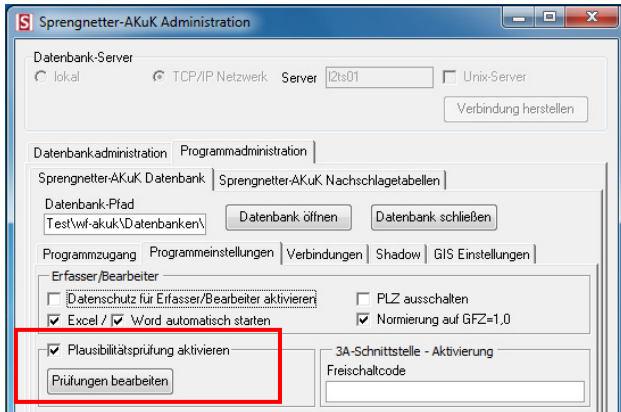 Sprengnetter-AKuK Administration
Datenbank-Server
lokal TCP/IP Netzwerk Server l2ts01 Unix-Server
Verbindung herstellen
Datenbankadministration Programmadministration
Sprengnetter-AKuK Datenbank Sprengnetter-AKuK Nachschlagetabellen
Datenbank-Pfad
Test\wf-akuk\Datenbanken\ Datenbank öffnen Datenbank schließen
Programmzugang Programmeinstellungen Verbindungen Shadow GIS Einstellungen
Erfasser/Bearbeiter
Datenschutz für Erfasser/Bearbeiter aktivieren PLZ ausschalten
Excel / Word automatisch starten Normierung auf GFZ=1,0
Plausibilitätsprüfung aktivieren 3A-Schnittstelle - Aktivierung
Prüfungen bearbeiten Freischaltcode